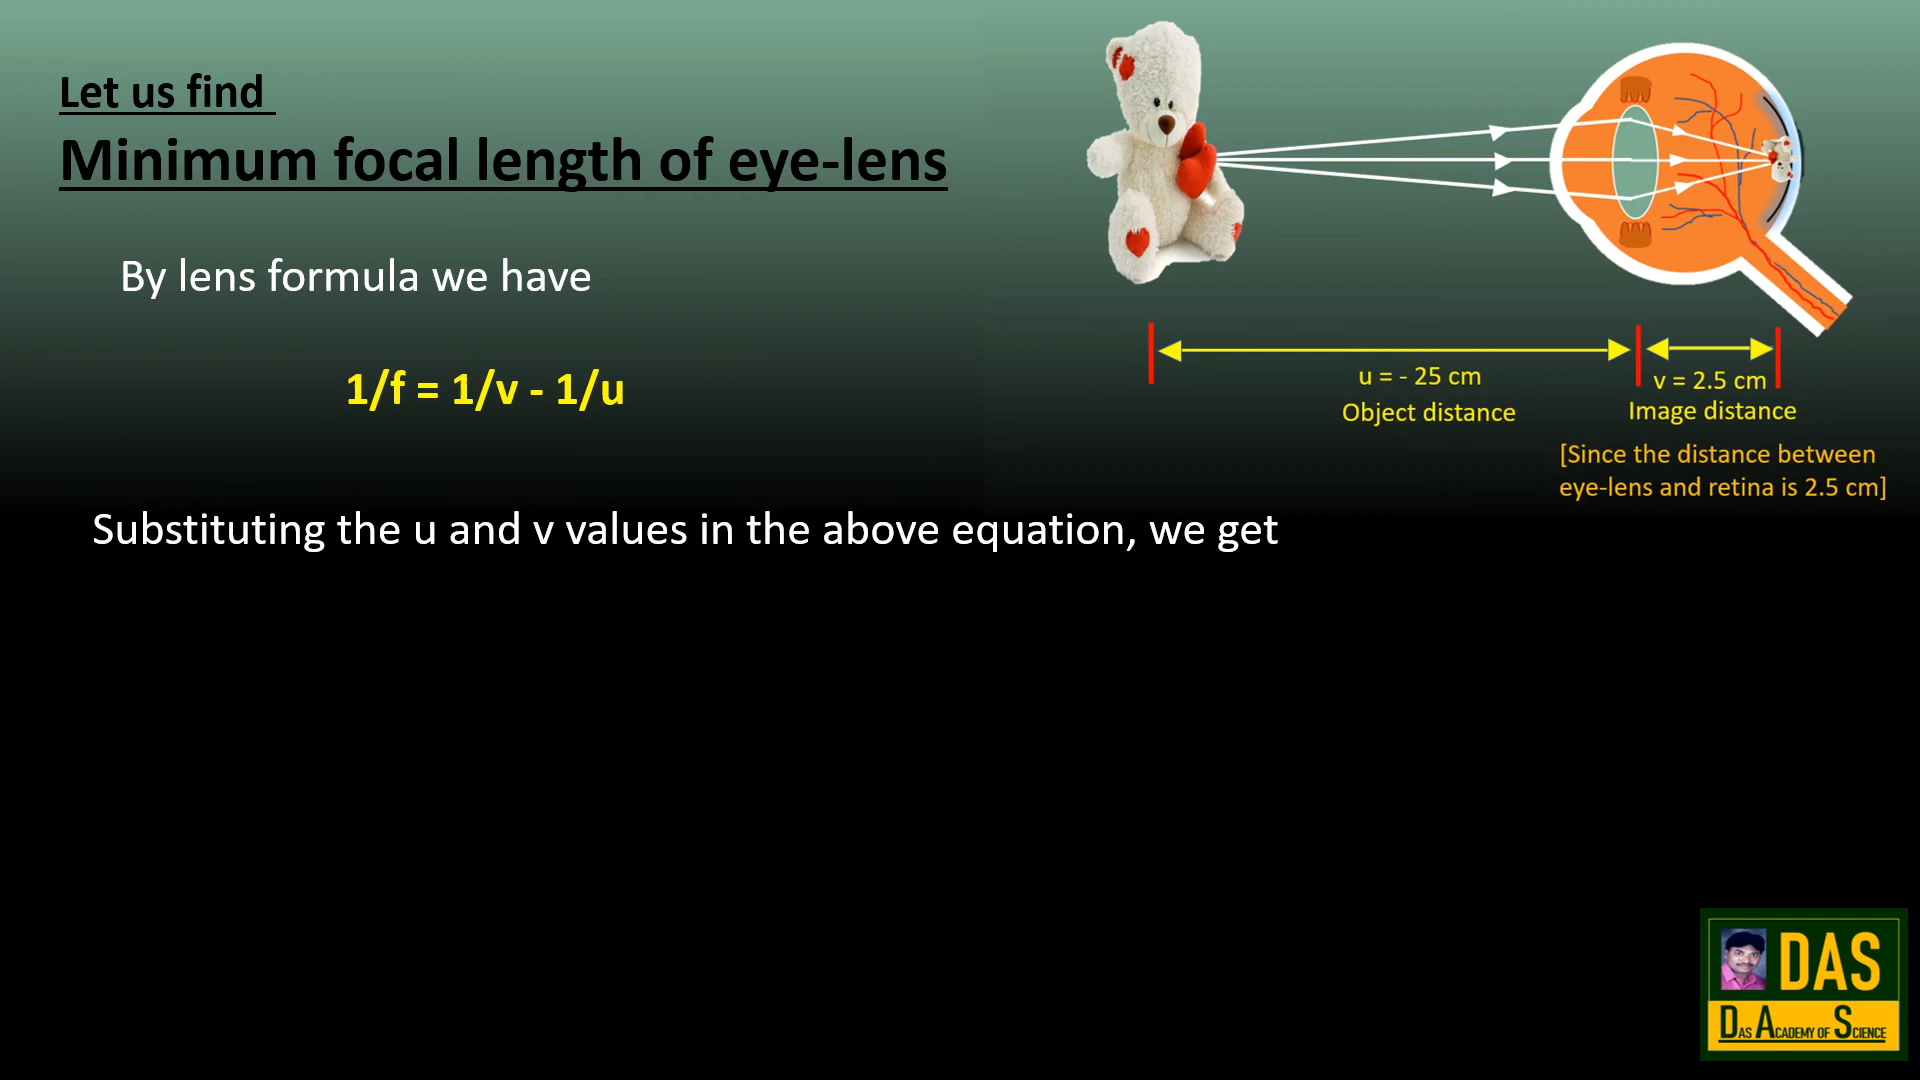 Let us find
Minimum focal length of eye-lens
By lens formula we have
1/f = 1/v - 1/u
u = - 25 cm
Object distance
v = 2.5 cm
Image distance
[Since the distance between
eye-lens and retina is 2.5 cm]
Substituting the u and v values in the above equation, we get
DAS
DAS ACADEMY OF SCIENCE